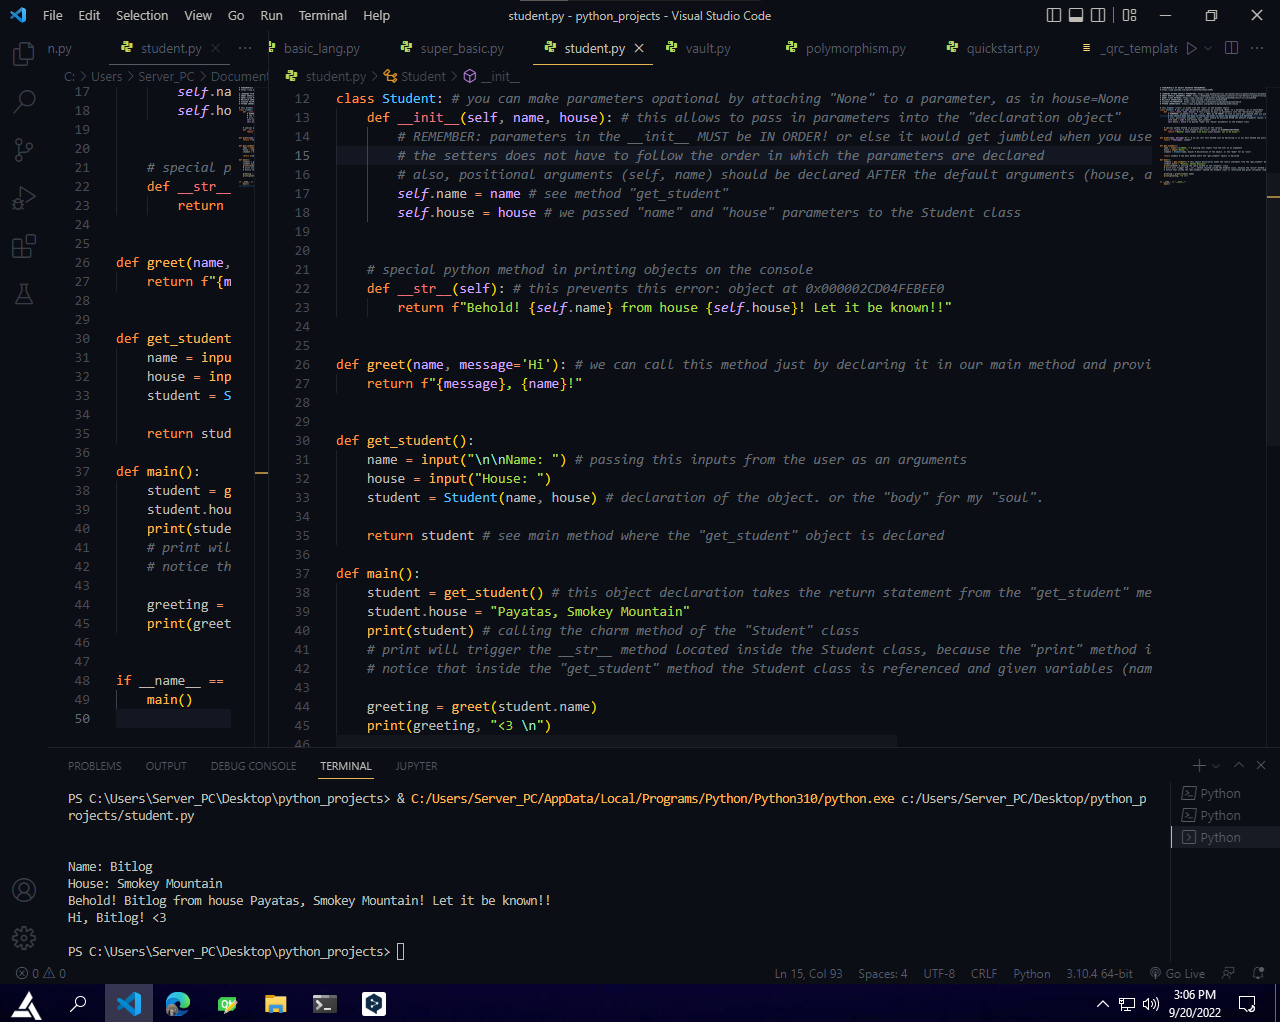 File Edit Selection View Go Run Terminal Help
student.py - python_projects - Visual Studio Code
n.py
student.py
C: > Users > Server_PC > Document
17 self.na
18 self.ho
19
20
21 # special p
22 def __str__
23 return
24
25
26 def greet(name,
27 return f"{m
28
29
30 def get_student
31 name = inpu
32 house = inp
33 student = S
34
35 return stud
36
37 def main():
38 student = g
39 student.hou
40 print(stude
41 # print wil
42 # notice th
43
44 greeting =
45 print(greet
46
47
48 if __name__ ==
49 main()
50
basic_lang.py
super_basic.py
student.py
vault.py
polymorphism.py
quickstart.py
_qrc_template
student.py > Student > __init__
12 class Student: # you can make parameters opational by attaching "None" to a parameter, as in house=None
13 def __init__(self, name, house): # this allows to pass in parameters into the "declaration object"
14 # REMEMBER: parameters in the __init__ MUST be IN ORDER! or else it would get jumbled when you use
15 # the setters does not have to follow the order in which the parameters are declared
16 # also, positional arguments (self, name) should be declared AFTER the default arguments (house, a
17 self.name = name # see method "get_student"
18 self.house = house # we passed "name" and "house" parameters to the Student class
19
20
21 # special python method in printing objects on the console
22 def __str__(self): # this prevents this error: object at 0x000002CD04FEBEE0
23 return f"Behold! {self.name} from house {self.house}! Let it be known!!"
24
25
26 def greet(name, message='Hi'): # we can call this method just by declaring it in our main method and provi
27 return f"{message}, {name}!"
28
29
30 def get_student():
31 name = input("\n\nName: ") # passing this inputs from the user as an arguments
32 house = input("House: ")
33 student = Student(name, house) # declaration of the object. or the "body" for my "soul".
34
35 return student # see main method where the "get_student" object is declared
36
37 def main():
38 student = get_student() # this object declaration takes the return statement from the "get_student" me
39 student.house = "Payatas, Smokey Mountain"
40 print(student) # calling the charm method of the "Student" class
41 # print will trigger the __str__ method located inside the Student class, because the "print" method i
42 # notice that inside the "get_student" method the Student class is referenced and given variables (nam
43
44 greeting = greet(student.name)
45 print(greeting, "<3 \n")
46
PROBLEMS OUTPUT DEBUG CONSOLE TERMINAL JUPYTER
PS C:\Users\Server_PC\Desktop\python_projects> & C:/Users/Server_PC/AppData/Local/Programs/Python/Python310/python.exe c:/Users/Server_PC/Desktop/python_p
rojects/student.py
Name: Bitlog
House: Smokey Mountain
Behold! Bitlog from house Payatas, Smokey Mountain! Let it be known!!
Hi, Bitlog! <3
PS C:\Users\Server_PC\Desktop\python_projects>
Python
Python
Python
0 0
Ln 15, Col 93 Spaces: 4 UTF-8 CRLF Python 3.10.4 64-bit Go Live
3:06 PM
9/20/2022